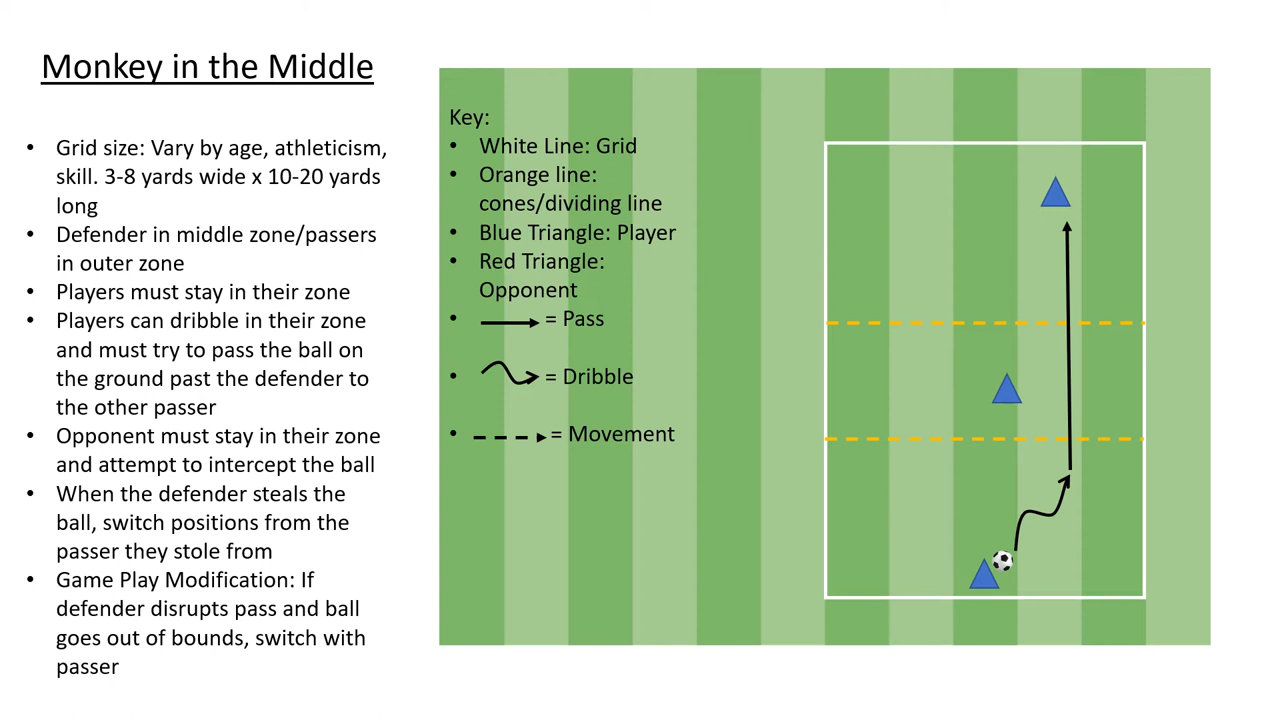 Monkey in the Middle
• Grid size: Vary by age, athleticism,
skill. 3-8 yards wide x 10-20 yards
long
• Defender in middle zone/passers
in outer zone
• Players must stay in their zone
• Players can dribble in their zone
and must try to pass the ball on
the ground past the defender to
the other passer
• Opponent must stay in their zone
and attempt to intercept the ball
• When the defender steals the
ball, switch positions from the
passer they stole from
• Game Play Modification: If
defender disrupts pass and ball
goes out of bounds, switch with
passer
Key:
• White Line: Grid
• Orange line:
cones/dividing line
• Blue Triangle: Player
• Red Triangle:
Opponent
• = Pass
• = Dribble
• = Movement